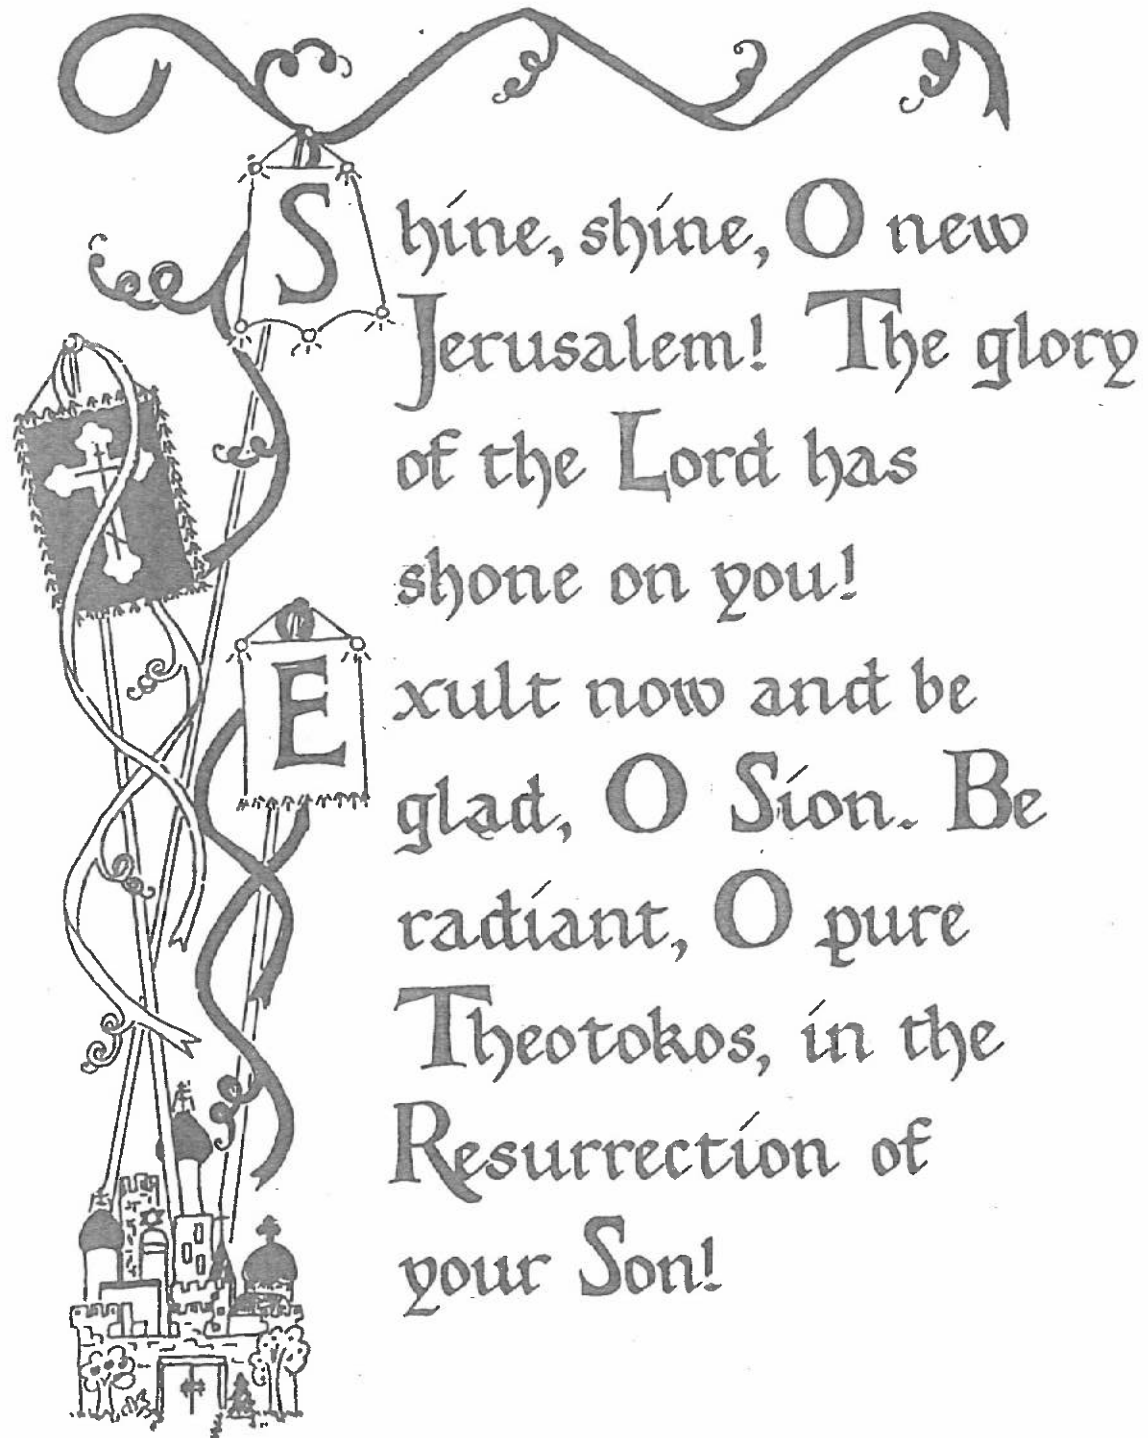 Shine, shine, O new
Jerusalem! The glory
of the Lord has
shone on you!
Exult now and be
glad, O Sion. Be
radiant, O pure
Theotokos, in the
Resurrection of
your Son!